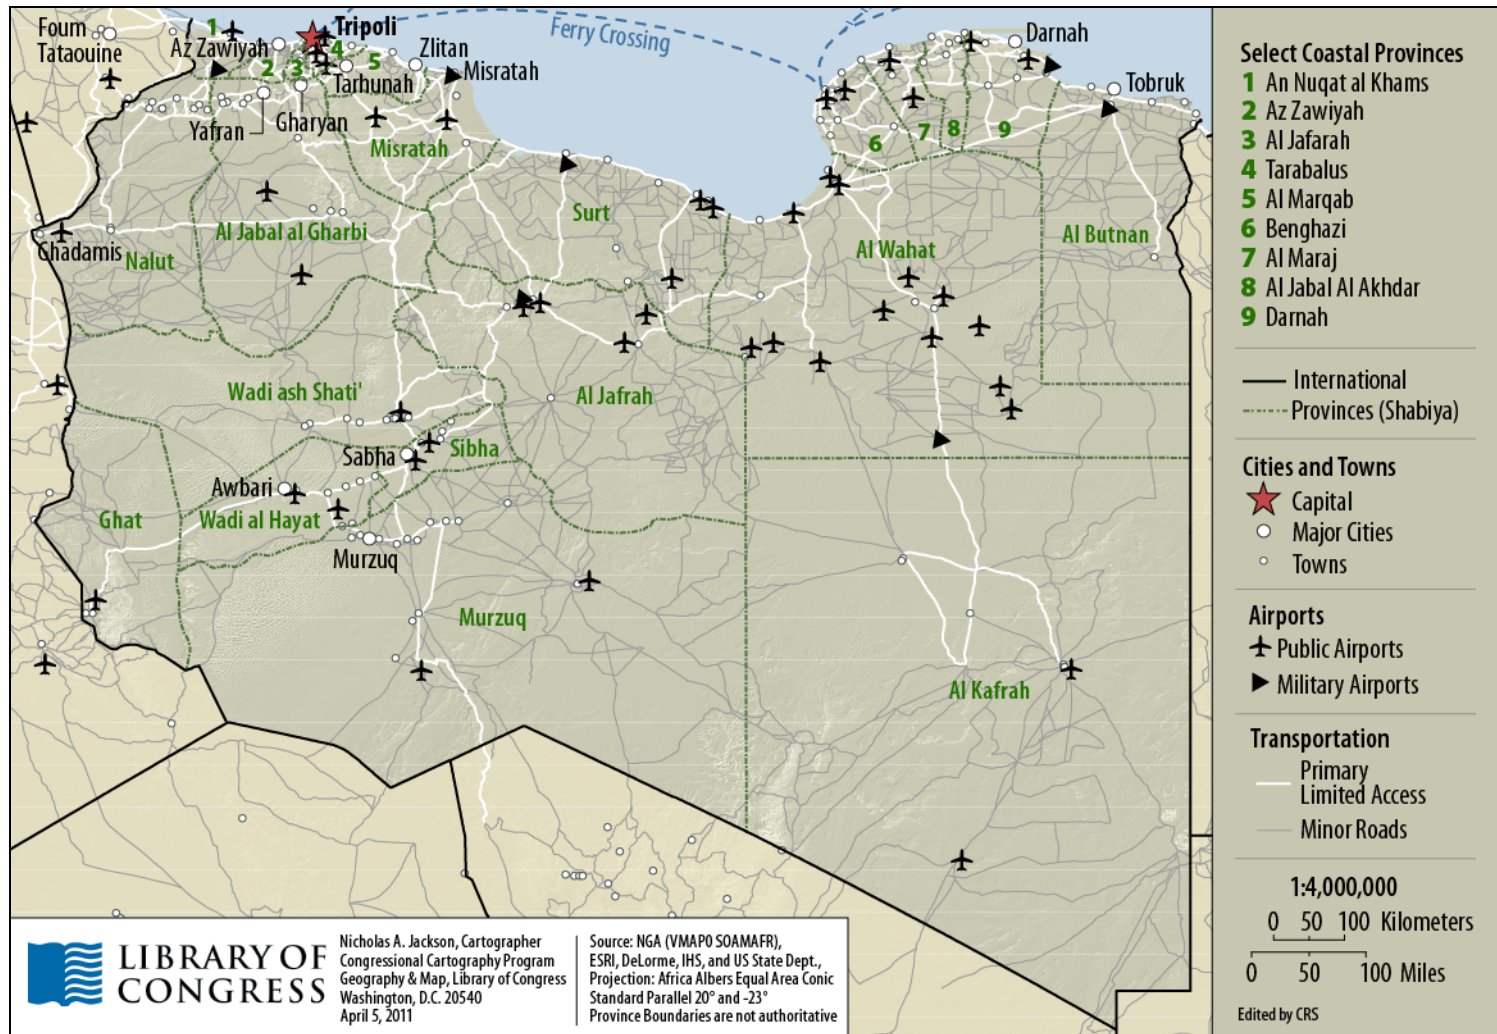 Foum
Tataouine
1
Az Zawiyah
Tripoli
4
5
2
3
Zlitan
Tarhunah
Misratah
Yafran
Gharyan
Misratah
Ferry Crossing
Darnah
Tobruk
6
7
8
9
Ghadamis
Nalut
Al Jabal al Gharbi
Surt
Al Wahat
Al Butnan
Wadi ash Shati'
Al Jafrah
Sabha
Sibha
Awbari
Ghat
Wadi al Hayat
Murzuq
Murzuq
Al Kafrah
Select Coastal Provinces
1 An Nuqat al Khams
2 Az Zawiyah
3 Al Jafarah
4 Tarabalus
5 Al Marqab
6 Benghazi
7 Al Maraj
8 Al Jabal Al Akhdar
9 Darnah
International
Provinces (Shabiya)
Cities and Towns
Capital
Major Cities
Towns
Airports
Public Airports
Military Airports
Transportation
Primary
Limited Access
Minor Roads
1:4,000,000
0 50 100 Kilometers
0 50 100 Miles
Edited by CRS
LIBRARY OF
CONGRESS
Nicholas A. Jackson, Cartographer
Congressional Cartography Program
Geography & Map, Library of Congress
Washington, D.C. 20540
April 5, 2011
Source: NGA (VMAP0 SOAMAFR),
ESRI, DeLorme, IHS, and US State Dept.,
Projection: Africa Albers Equal Area Conic
Standard Parallel 20° and -23°
Province Boundaries are not authoritative